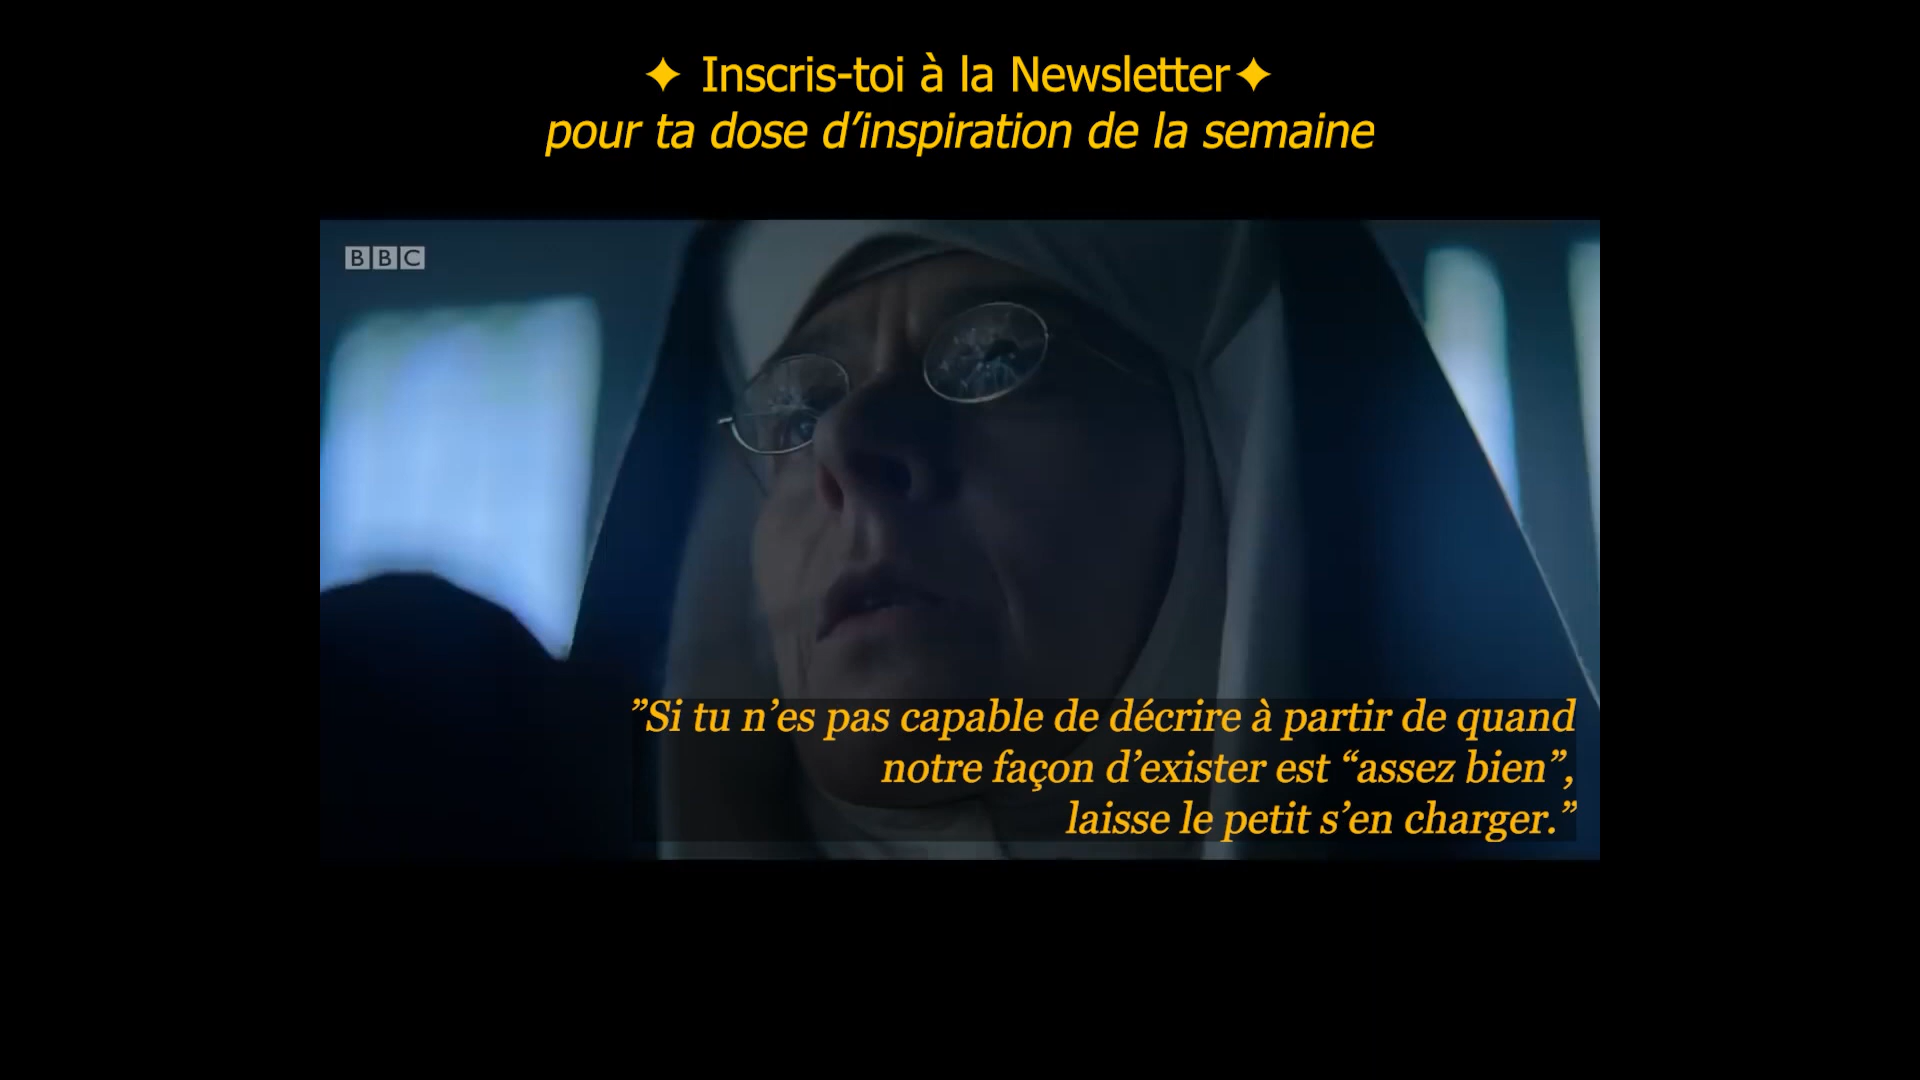 ✦ Inscris-toi à la Newsletter✦
pour ta dose d’inspiration de la semaine
BBC
”Si tu n’es pas capable de décrire à partir de quand
notre façon d’exister est “assez bien”,
laisse le petit s’en charger.”